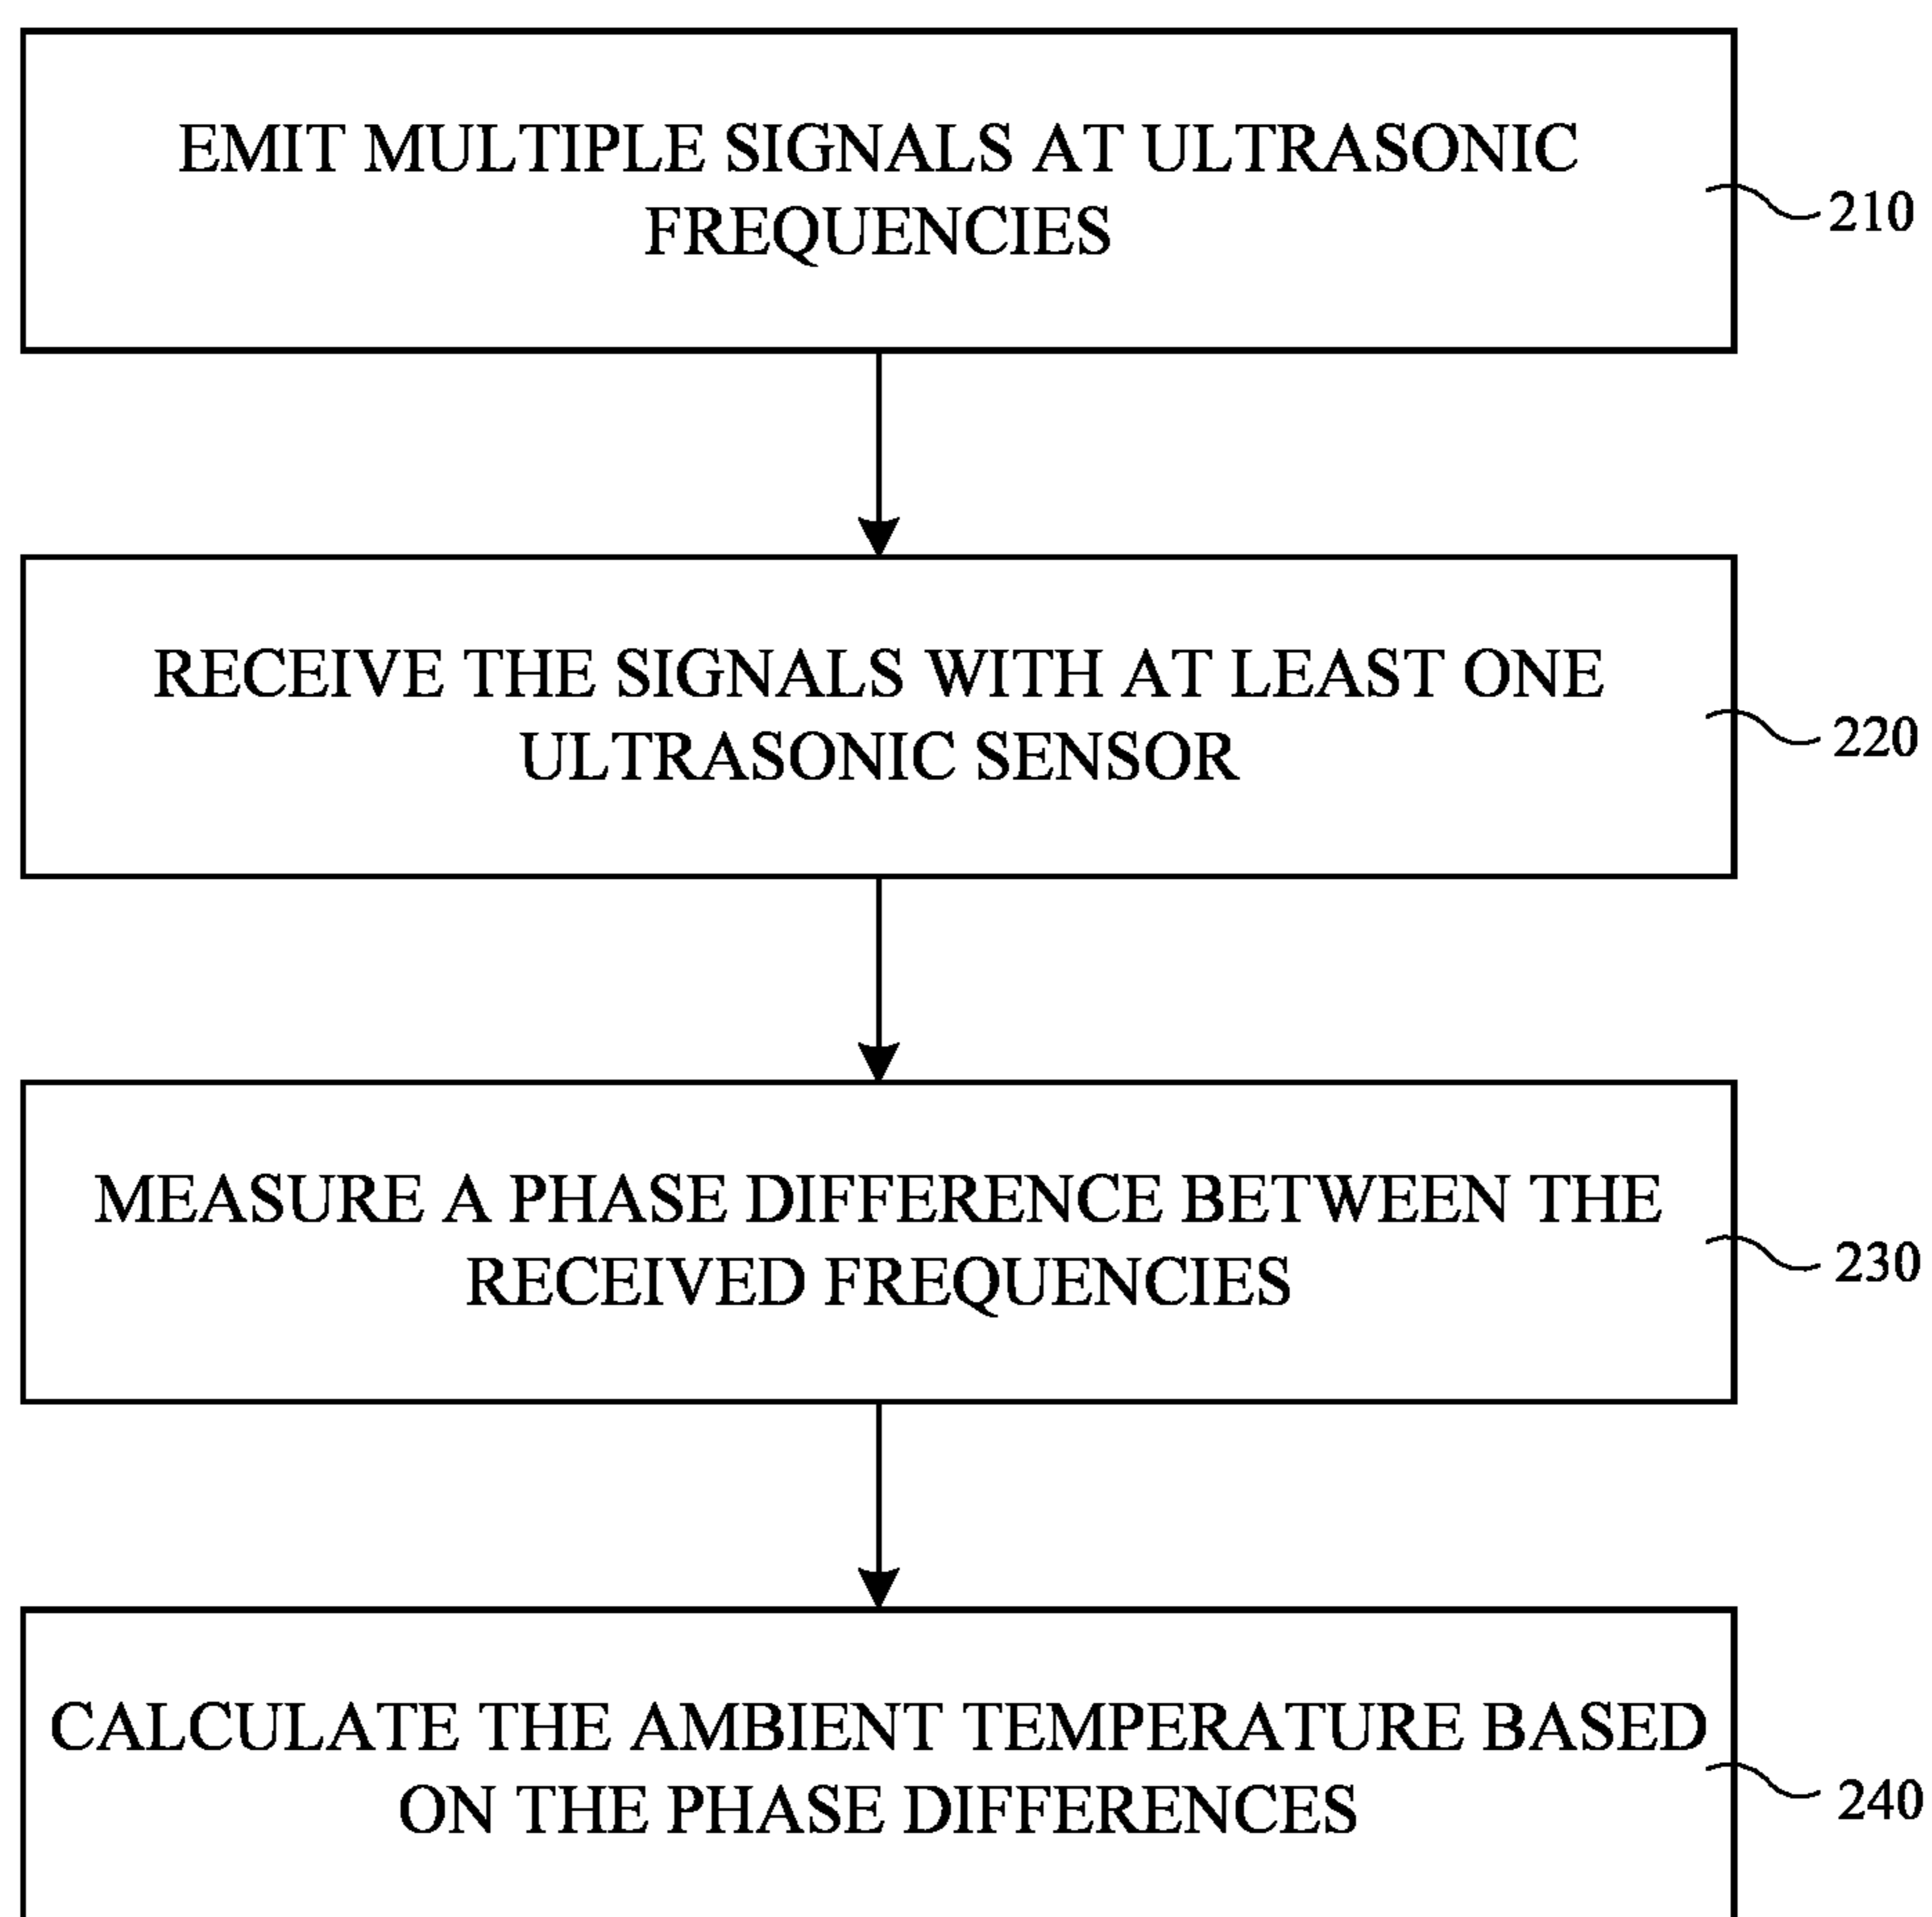 EMIT MULTIPLE SIGNALS AT ULTRASONIC
FREQUENCIES
210
RECEIVE THE SIGNALS WITH AT LEAST ONE
ULTRASONIC SENSOR
220
MEASURE A PHASE DIFFERENCE BETWEEN THE
RECEIVED FREQUENCIES
230
CALCULATE THE AMBIENT TEMPERATURE BASED
ON THE PHASE DIFFERENCES
240